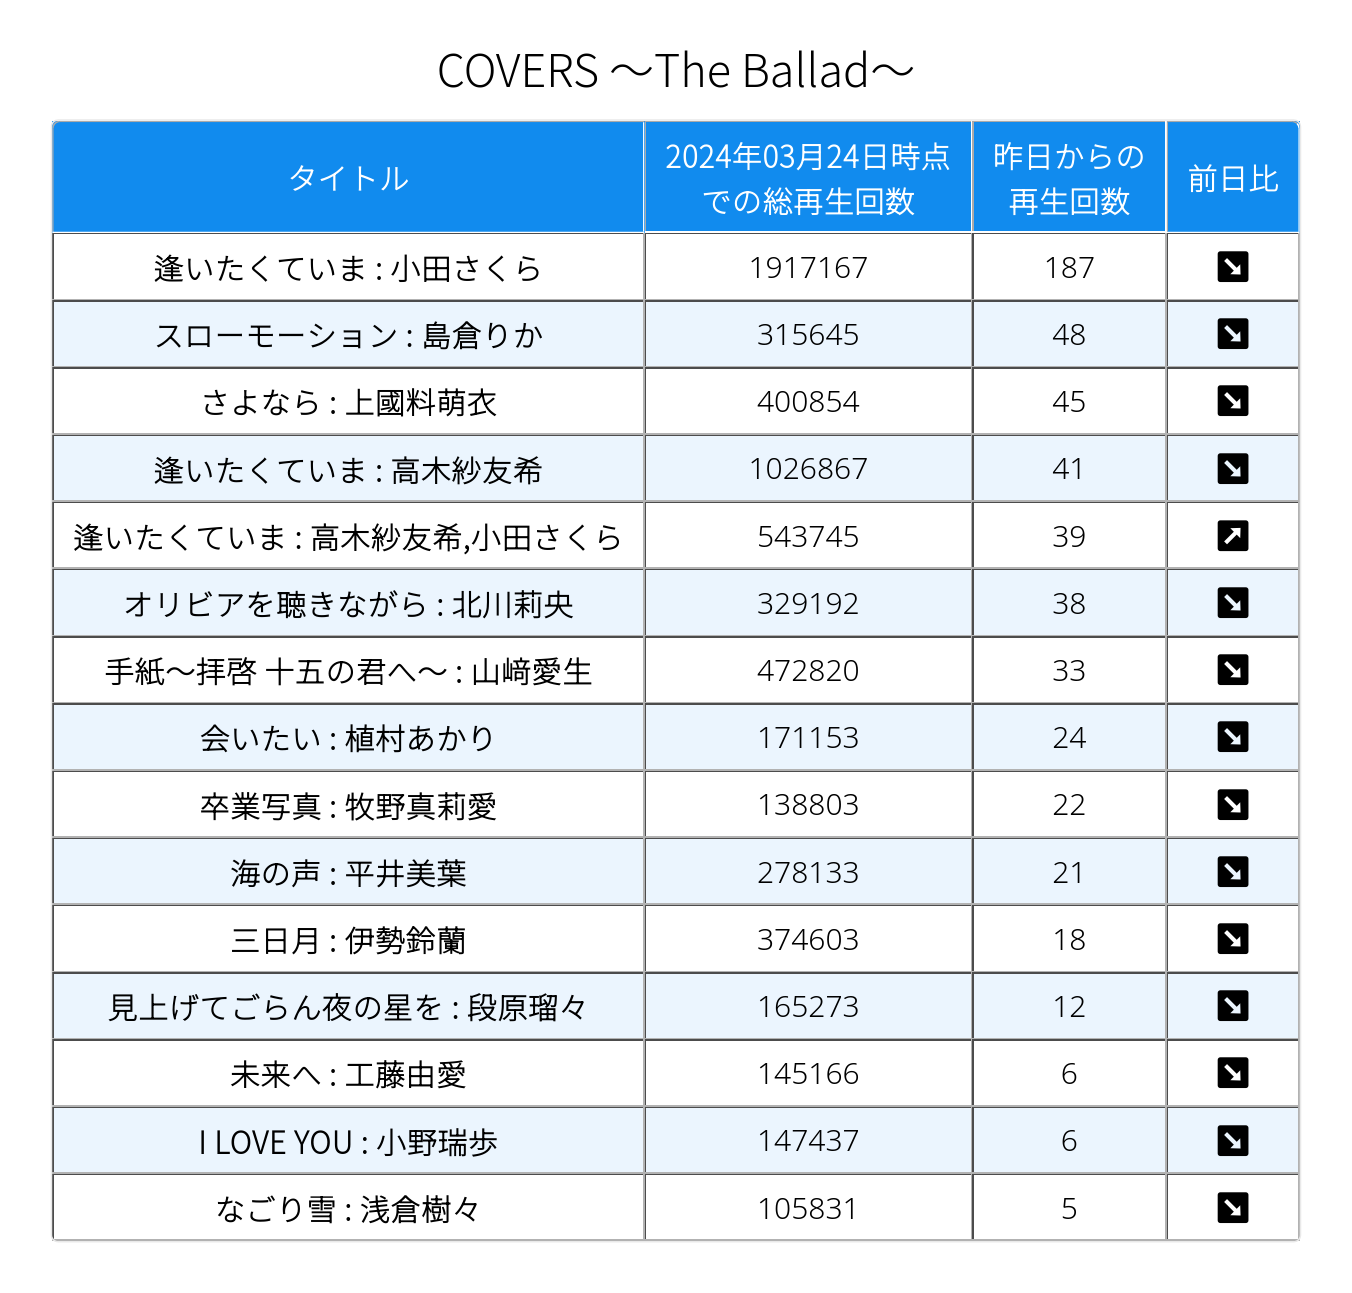 COVERS ～The Ballad～
タイトル 2024年03月24日時点での総再生回数 昨日からの再生回数 前日比
逢いたくていま : 小田さくら 1917167 187 ↘
スローモーション : 島倉りか 315645 48 ↘
さよなら : 上國料萌衣 400854 45 ↘
逢いたくていま : 高木紗友希 1026867 41 ↘
逢いたくていま : 高木紗友希,小田さくら 543745 39 ↗
オリビアを聴きながら : 北川莉央 329192 38 ↘
手紙～拝啓 十五の君へ～ : 山﨑愛生 472820 33 ↘
会いたい : 植村あかり 171153 24 ↘
卒業写真 : 牧野真莉愛 138803 22 ↘
海の声 : 平井美葉 278133 21 ↘
三日月 : 伊勢鈴蘭 374603 18 ↘
見上げてごらん夜の星を : 段原瑠々 165273 12 ↘
未来へ : 工藤由愛 145166 6 ↘
I LOVE YOU : 小野瑞歩 147437 6 ↘
なごり雪 : 浅倉樹々 105831 5 ↘